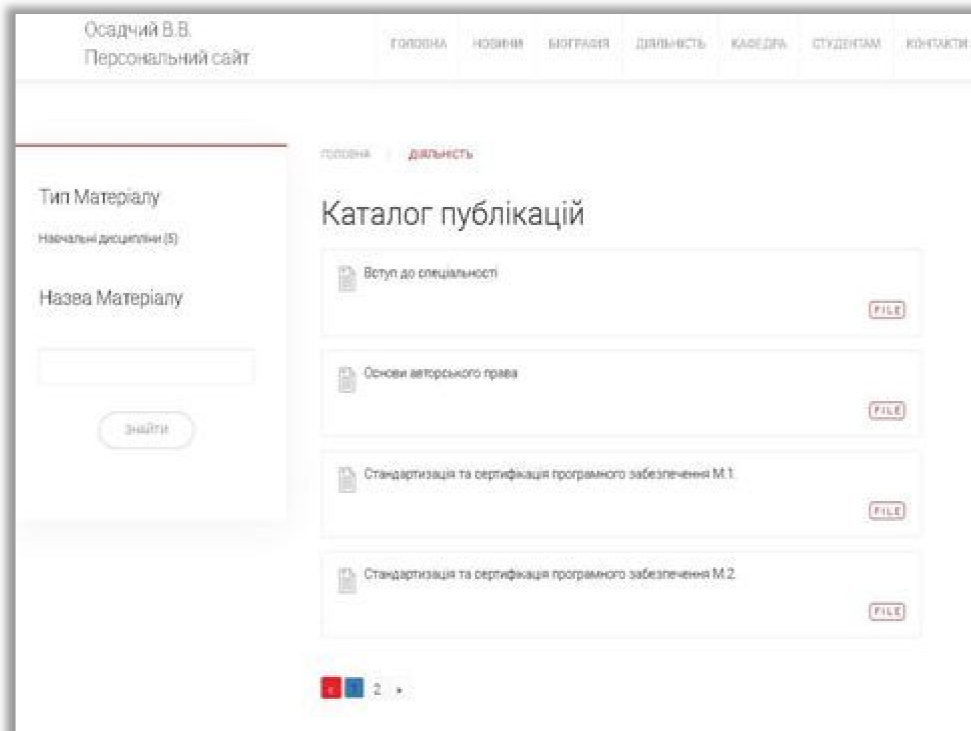 Осадчий В.В.
Персональний сайт
ГОЛОВНА НОВИНИ БІОГРАФІЯ ДІЯЛЬНІСТЬ КАФЕДРА СТУДЕНТАМ КОНТАКТИ
ГОЛОВНА / ДІЯЛЬНІСТЬ
Тип Матеріалу
Навчальні дисципліни (5)
Назва Матеріалу
ЗНАЙТИ
Каталог публікацій
Вступ до спеціальності
FILE
Основи авторського права
FILE
Стандартизація та сертифікація програмного забезпечення М.1.
FILE
Стандартизація та сертифікація програмного забезпечення М.2.
FILE
« 1 2 »